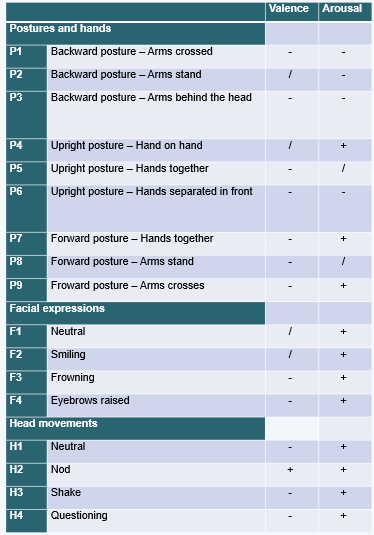 Valence Arousal
Postures and hands
P1 Backward posture – Arms crossed - -
P2 Backward posture – Arms stand / -
P3 Backward posture – Arms behind the head - -
P4 Upright posture – Hand on hand / +
P5 Upright posture – Hands together - /
P6 Upright posture – Hands separated in front - -
P7 Forward posture – Hands together - +
P8 Forward posture – Arms stand - /
P9 Froward posture – Arms crosses - +
Facial expressions
F1 Neutral / +
F2 Smiling / +
F3 Frowning - +
F4 Eyebrows raised - +
Head movements
H1 Neutral - +
H2 Nod + +
H3 Shake - +
H4 Questioning - +